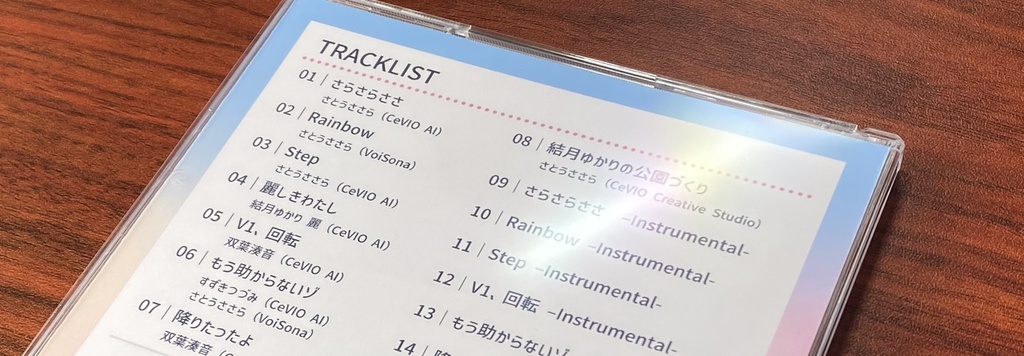 TRACKLIST
01 | さらさらささ
さとうささら（CeVIO AI）
02 | Rainbow
さとうささら（VoiSona）
03 | Step
さとうささら（CeVIO AI）
04 | 麗しきわたし
結月ゆかり 麗（CeVIO AI）
05 | V1、回転
双葉湊音（CeVIO AI）
06 | もう助からないゾ
すずきつづみ（CeVIO AI）
さとうささら（VoiSona）
07 | 降りたったよ
双葉湊音（CeVIO
08 | 結月ゆかりの公園づくり
さとうささら（CeVIO Creative Studio）
09 | さらさらささ -Instrumental-
10 | Rainbow -Instrumental-
11 | Step -Instrumental-
12 | V1、回転 -Instrumental-
13 | もう助からないゾ
14 | 降